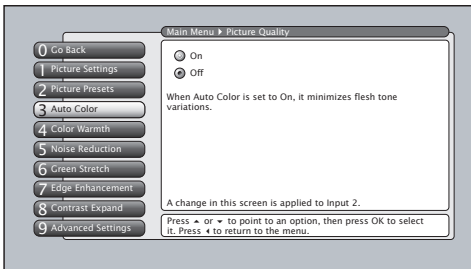 Main Menu ▶ Picture Quality
0 Go Back
1 Picture Settings
2 Picture Presets
3 Auto Color
4 Color Warmth
5 Noise Reduction
6 Green Stretch
7 Edge Enhancement
8 Contrast Expand
9 Advanced Settings
On
Off
When Auto Color is set to On, it minimizes flesh tone
variations.
A change in this screen is applied to Input 2.
Press ▲ or ▼ to point to an option, then press OK to select
it. Press ◀ to return to the menu.